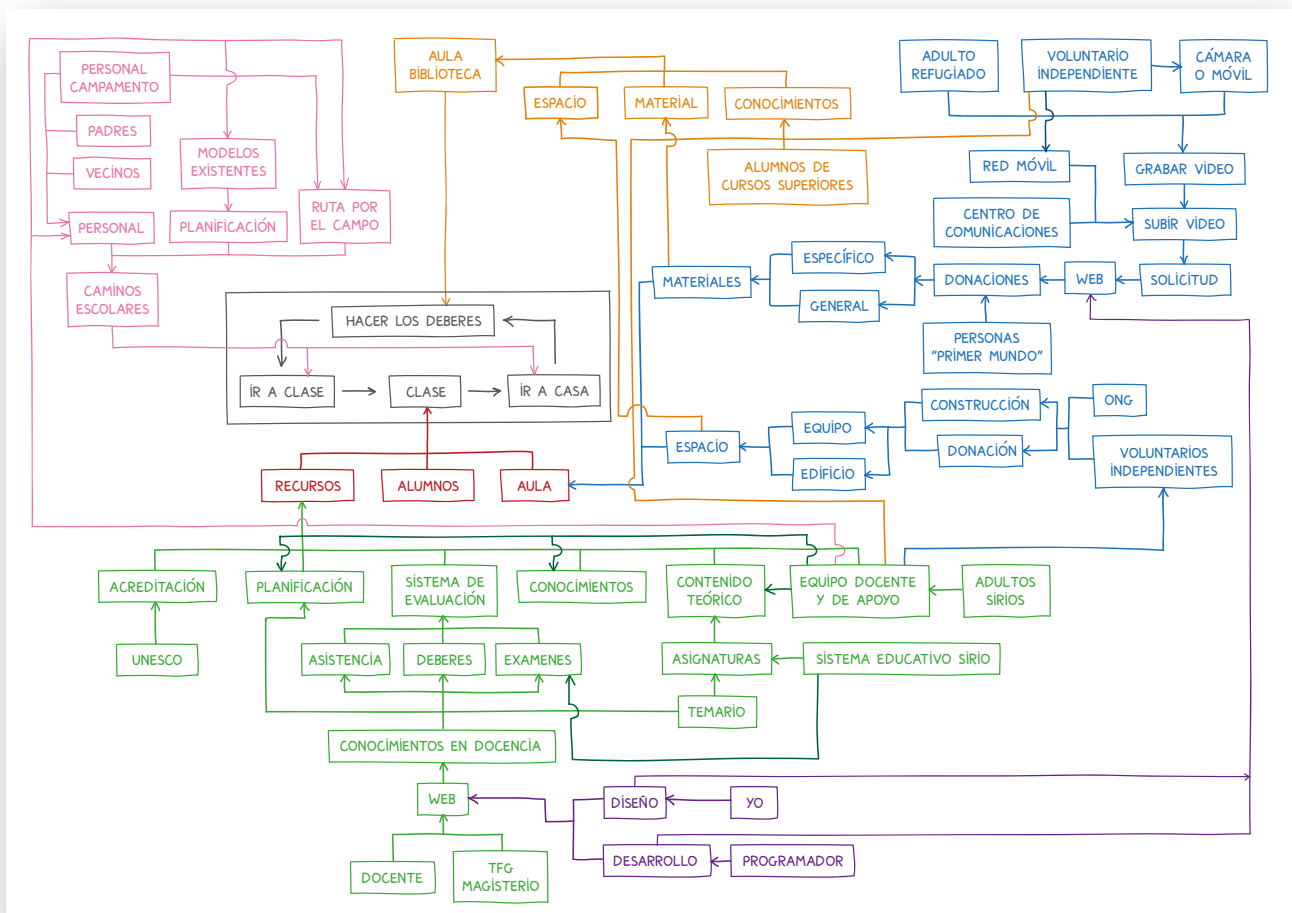 PERSONAL
CAMPAMENTO
PADRES
VECINOS
PERSONAL
MODELOS
EXISTENTES
PLANIFICACIÓN
RUTA POR
EL CAMPO
CAMINOS
ESCOLARES
AULA
BIBLIOTECA
ESPACIO
MATERIAL
CONOCIMIENTOS
ALUMNOS DE
CURSOS SUPERIORES
ADULTO
REFUGIADO
VOLUNTARIO
INDEPENDIENTE
CÁMARA
O MÓVIL
RED MÓVIL
GRABAR VÍDEO
CENTRO DE
COMUNICACIONES
SUBIR VÍDEO
MATERIALES
ESPECÍFICO
GENERAL
DONACIONES
WEB
SOLICITUD
PERSONAS
"PRIMER MUNDO"
HACER LOS DEBERES
IR A CLASE
CLASE
IR A CASA
ESPACIO
EQUIPO
EDIFICIO
CONSTRUCCIÓN
DONACIÓN
ONG
VOLUNTARIOS
INDEPENDIENTES
RECURSOS
ALUMNOS
AULA
ACREDITACIÓN
PLANIFICACIÓN
SISTEMA DE
EVALUACIÓN
CONOCIMIENTOS
CONTENIDO
TEÓRICO
EQUIPO DOCENTE
Y DE APOYO
ADULTOS
SIRIOS
UNESCO
ASISTENCIA
DEBERES
EXAMENES
ASIGNATURAS
SISTEMA EDUCATIVO SIRIO
TEMARIO
CONOCIMIENTOS EN DOCENCIA
WEB
DISEÑO
YO
DESARROLLO
PROGRAMADOR
DOCENTE
TFG
MAGISTERIO